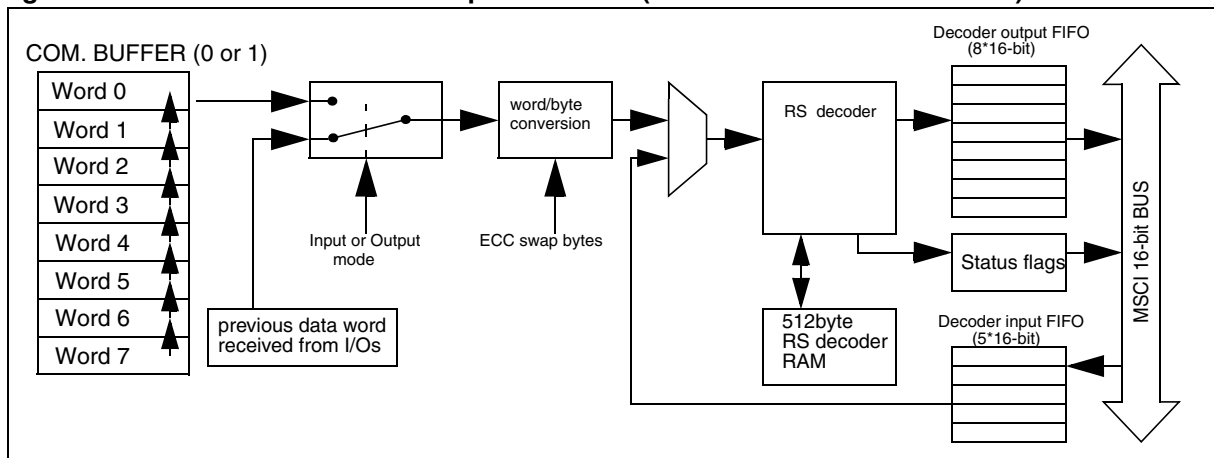 COM. BUFFER (0 or 1)
Word 0
Word 1
Word 2
Word 3
Word 4
Word 5
Word 6
Word 7
previous data word
received from I/Os
Input or Output
mode
word/byte
conversion
ECC swap bytes
RS decoder
512byte
RS decoder
RAM
Decoder output FIFO
(8*16-bit)
Status flags
Decoder input FIFO
(5*16-bit)
MSCI 16-bit BUS